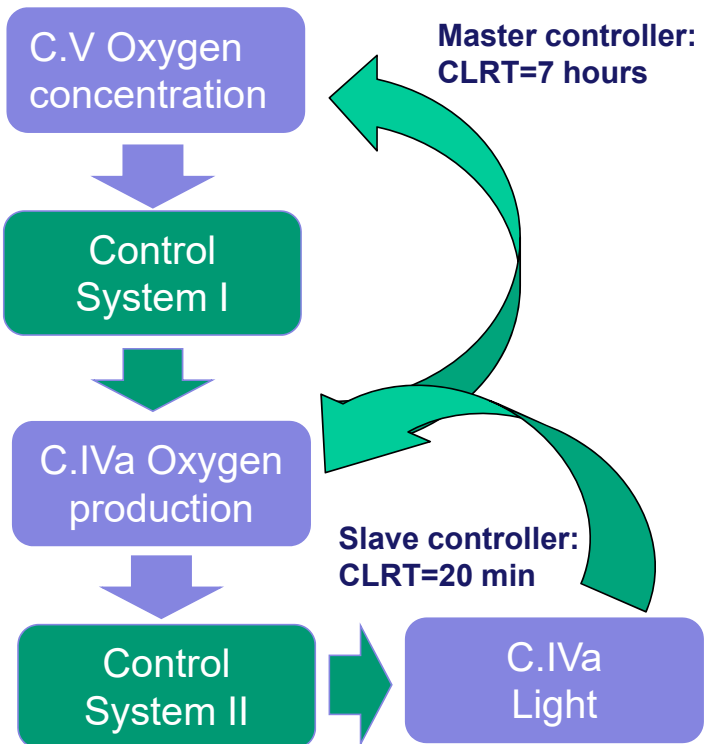 C.V Oxygen
concentration
Master controller:
CLRT=7 hours
Control
System I
C.IVa Oxygen
production
Slave controller:
CLRT=20 min
Control
System II
C.IVa
Light